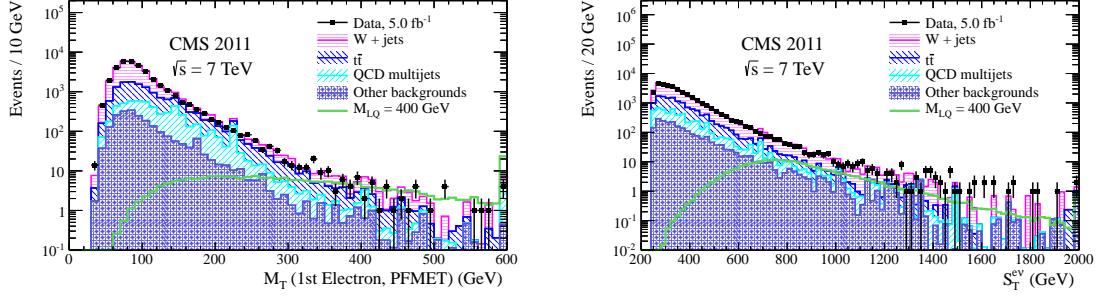 Events / 10 GeV
10⁵
10⁴
10³
10²
10
1
10⁻¹
0 100 200 300 400 500 600
M_T (1st Electron, PFMET) (GeV)
CMS 2011
√s = 7 TeV
Data, 5.0 fb⁻¹
W + jets
tt̄
QCD multijets
Other backgrounds
M_LQ = 400 GeV
Events / 20 GeV
10⁷
10⁶
10⁵
10⁴
10³
10²
10
1
10⁻¹
10⁻²
200 400 600 800 1000 1200 1400 1600 1800 2000
S_T^eν (GeV)
CMS 2011
√s = 7 TeV
Data, 5.0 fb⁻¹
W + jets
tt̄
QCD multijets
Other backgrounds
M_LQ = 400 GeV